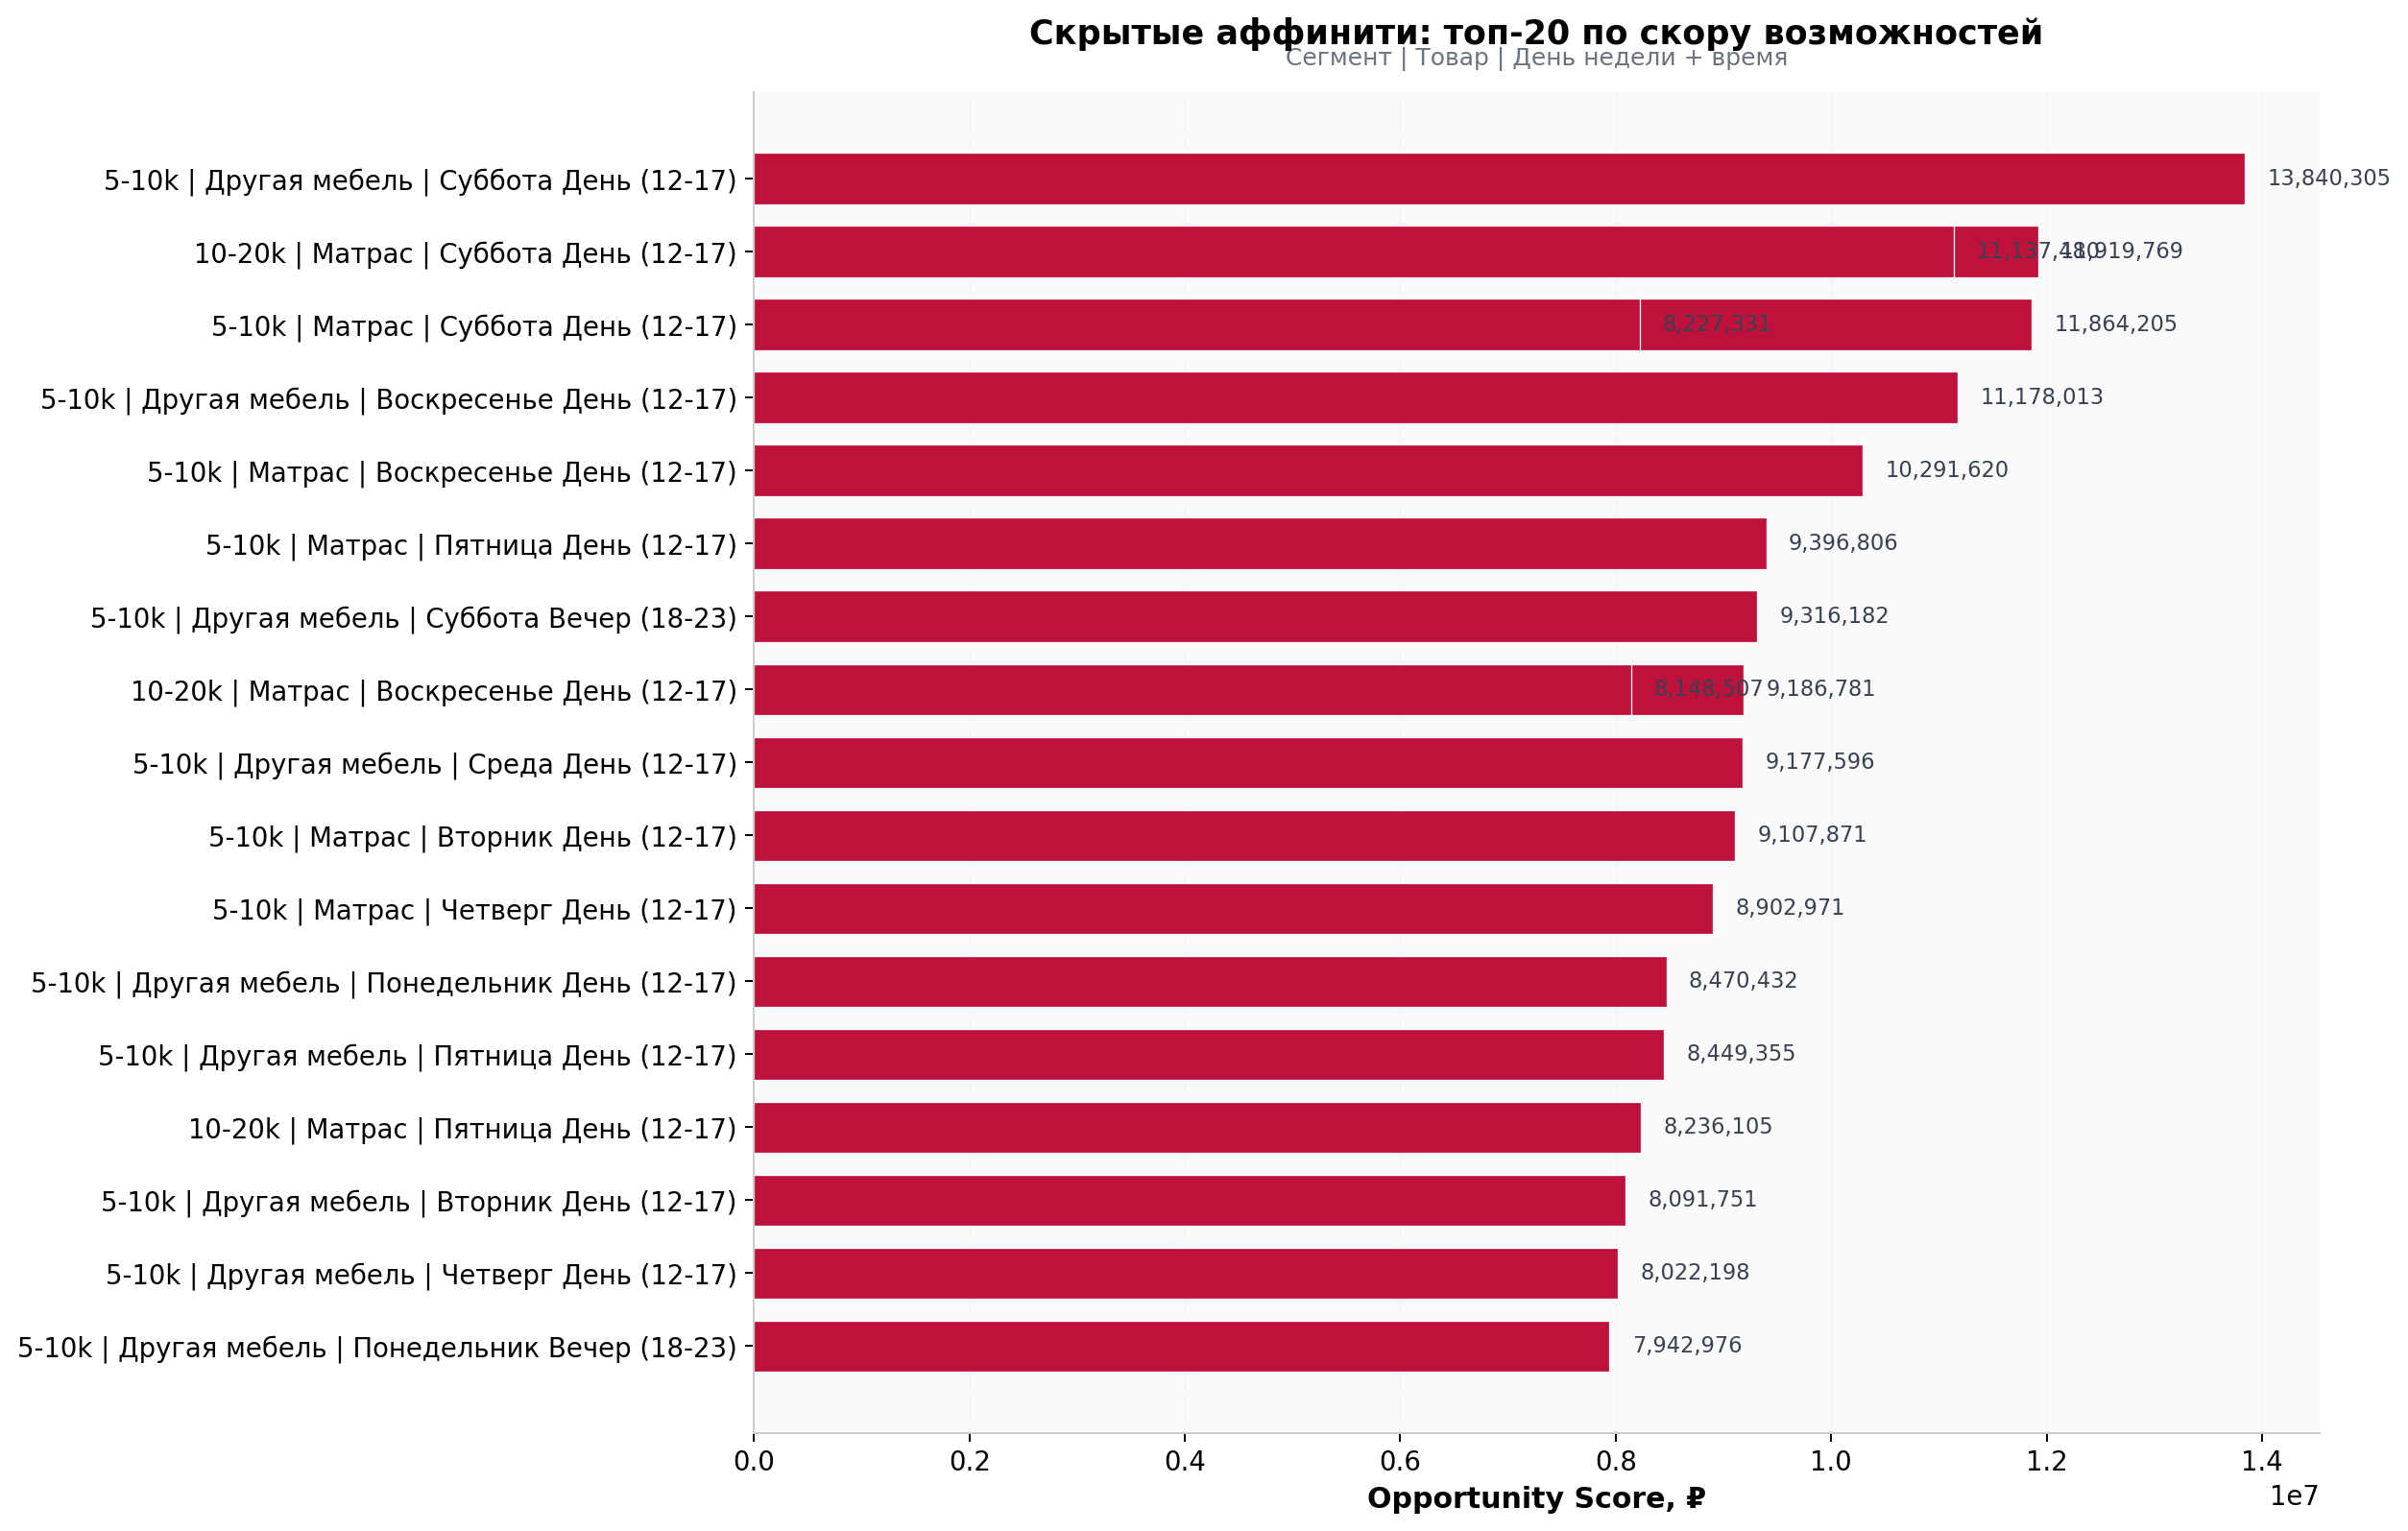 Скрытые аффинити: топ-20 по скору возможностей
Сегмент | Товар | День недели + время
5-10k | Другая мебель | Суббота День (12-17) 13,840,305
10-20k | Матрас | Суббота День (12-17) 11,137,480 11,919,769
5-10k | Матрас | Суббота День (12-17) 8,227,331 11,864,205
5-10k | Другая мебель | Воскресенье День (12-17) 11,178,013
5-10k | Матрас | Воскресенье День (12-17) 10,291,620
5-10k | Матрас | Пятница День (12-17) 9,396,806
5-10k | Другая мебель | Суббота Вечер (18-23) 9,316,182
10-20k | Матрас | Воскресенье День (12-17) 8,148,507 9,186,781
5-10k | Другая мебель | Среда День (12-17) 9,177,596
5-10k | Матрас | Вторник День (12-17) 9,107,871
5-10k | Матрас | Четверг День (12-17) 8,902,971
5-10k | Другая мебель | Понедельник День (12-17) 8,470,432
5-10k | Другая мебель | Пятница День (12-17) 8,449,355
10-20k | Матрас | Пятница День (12-17) 8,236,105
5-10k | Другая мебель | Вторник День (12-17) 8,091,751
5-10k | Другая мебель | Четверг День (12-17) 8,022,198
5-10k | Другая мебель | Понедельник Вечер (18-23) 7,942,976
0.0 0.2 0.4 0.6 0.8 1.0 1.2 1.4
1e7
Opportunity Score, ₽